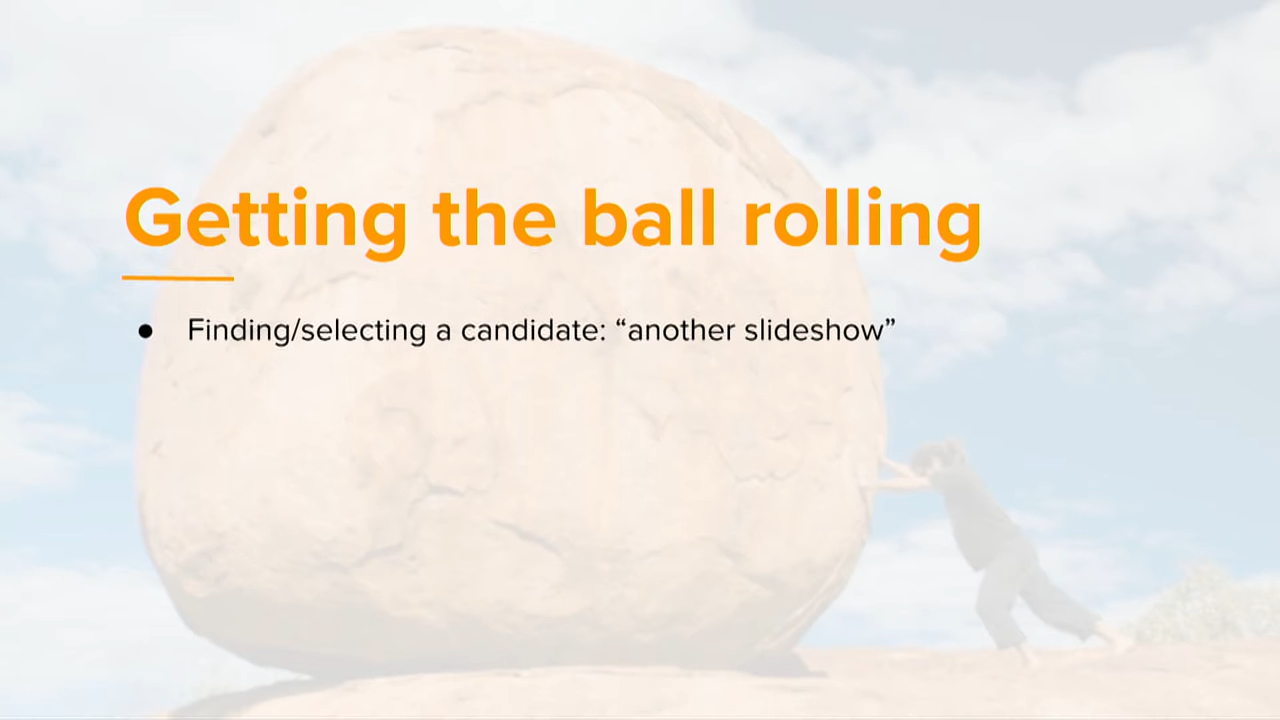 Getting the ball rolling
● Finding/selecting a candidate: “another slideshow”